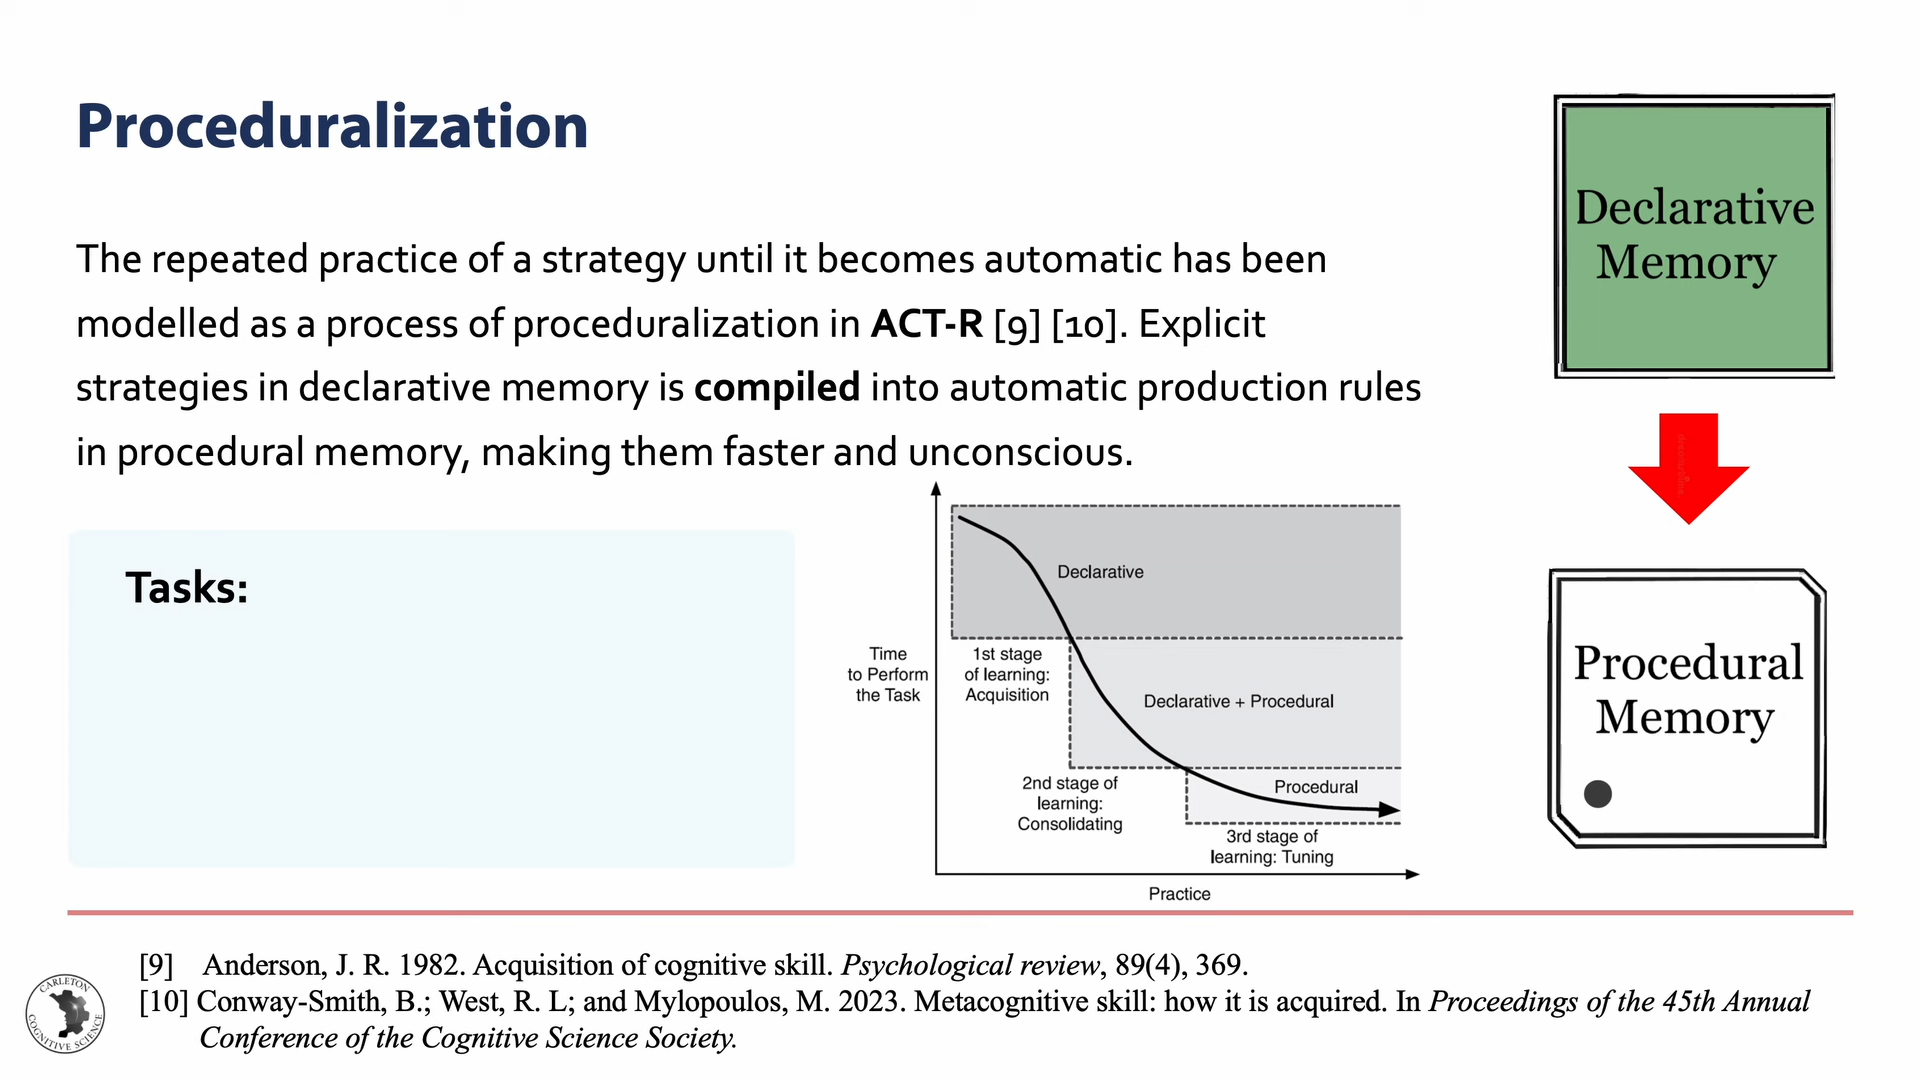 Proceduralization
The repeated practice of a strategy until it becomes automatic has been
modelled as a process of proceduralization in ACT-R [9] [10]. Explicit
strategies in declarative memory is compiled into automatic production rules
in procedural memory, making them faster and unconscious.
Declarative
Memory
Procedural
Memory
Tasks:
Time
to Perform
the Task
Declarative
1st stage
of learning:
Acquisition
Declarative + Procedural
2nd stage of
learning:
Consolidating
Procedural
3rd stage of
learning: Tuning
Practice
[9] Anderson, J. R. 1982. Acquisition of cognitive skill. Psychological review, 89(4), 369.
[10] Conway-Smith, B.; West, R. L; and Mylopoulos, M. 2023. Metacognitive skill: how it is acquired. In Proceedings of the 45th Annual
Conference of the Cognitive Science Society.
CARLETON
COGNITIVE SCIENCE